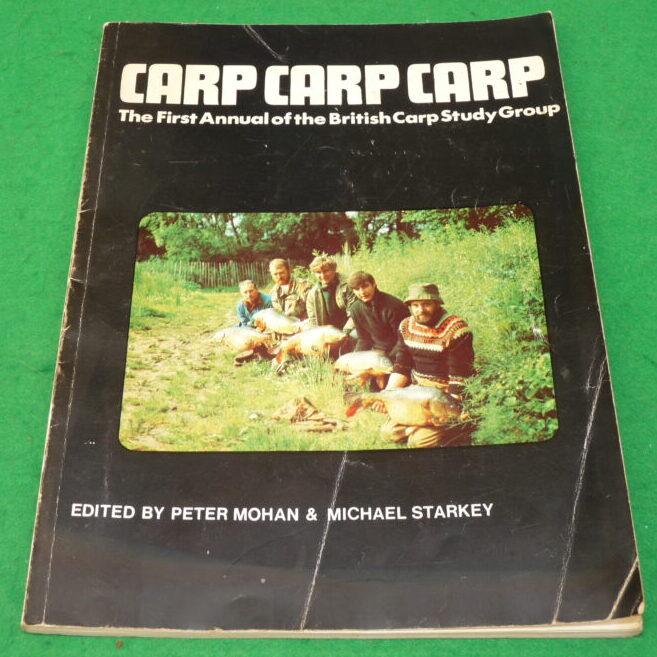 CARP CARP CARP
The First Annual of the British Carp Study Group
EDITED BY PETER MOHAN & MICHAEL STARKEY